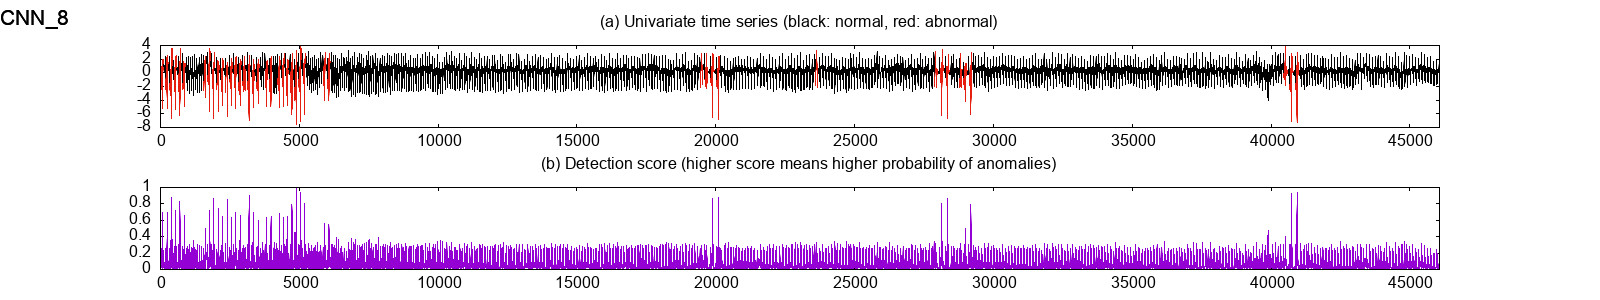 CNN_8
(a) Univariate time series (black: normal, red: abnormal)
4
2
0
-2
-4
-6
-8
0 5000 10000 15000 20000 25000 30000 35000 40000 45000
(b) Detection score (higher score means higher probability of anomalies)
1
0.8
0.6
0.4
0.2
0
0 5000 10000 15000 20000 25000 30000 35000 40000 45000